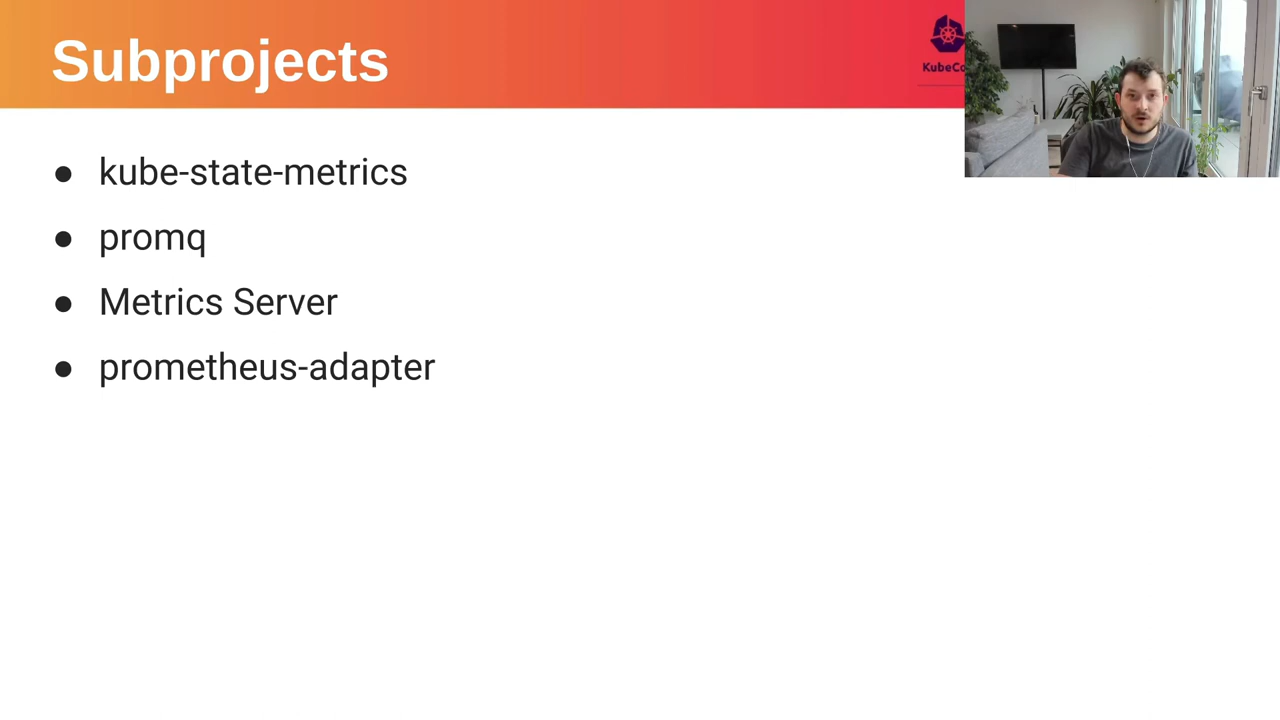 Subprojects
KubeCo
● kube-state-metrics
● promq
● Metrics Server
● prometheus-adapter